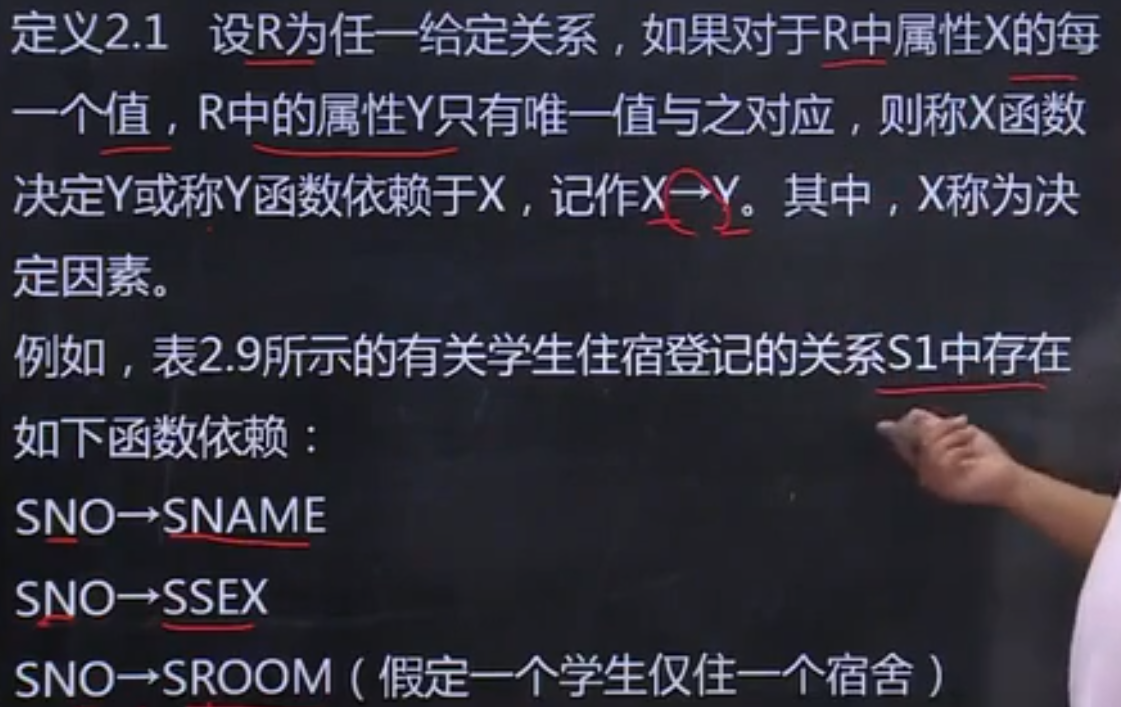 定义2.1 设R为任一给定关系，如果对于R中属性X的每
一个值，R中的属性Y只有唯一值与之对应，则称X函数
决定Y或称Y函数依赖于X，记作X→Y。其中，X称为决
定因素。
例如，表2.9所示的有关学生住宿登记的关系S1中存在
如下函数依赖：
SNO→SNAME
SNO→SSEX
SNO→SROOM（假定一个学生仅住一个宿舍）